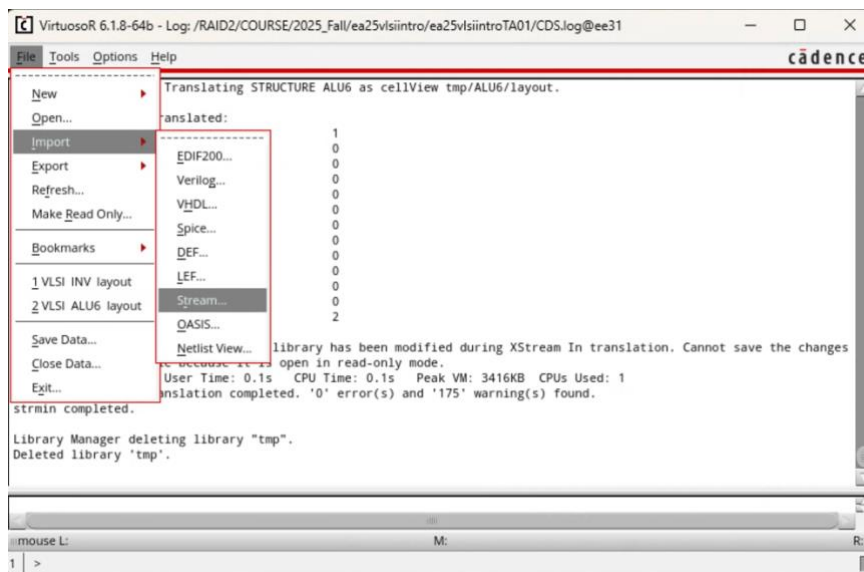 VirtuosoR 6.1.8-64b - Log: /RAID2/COURSE/2025_Fall/ea25vlsiintro/ea25vlsiintroTA01/CDS.log@ee31
File Tools Options Help
cādence
New
Open...
Import
Export
Refresh...
Make Read Only...
Bookmarks
1 VLSI INV layout
2 VLSI ALU6 layout
Save Data...
Close Data...
Exit...
EDIF200...
Verilog...
VHDL...
Spice...
DEF...
LEF...
Stream...
OASIS...
Netlist View...
Translating STRUCTURE ALU6 as cellView tmp/ALU6/layout.
anslated:
1
0
0
0
0
0
0
0
0
0
0
0
2
library has been modified during XStream In translation. Cannot save the changes
open in read-only mode.
User Time: 0.1s CPU Time: 0.1s Peak VM: 3416KB CPUs Used: 1
anslation completed. '0' error(s) and '175' warning(s) found.
strmin completed.
Library Manager deleting library "tmp".
Deleted library 'tmp'.
mouse L: M: R:
1 >